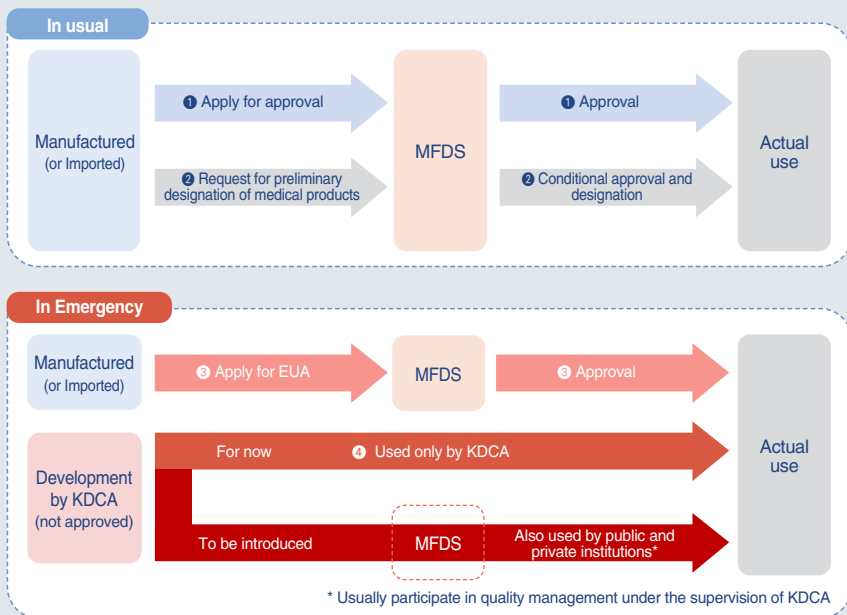 In usual
Manufactured
(or Imported)
❶ Apply for approval
❷ Request for preliminary
designation of medical products
MFDS
❶ Approval
❷ Conditional approval and
designation
Actual
use
In Emergency
Manufactured
(or Imported)
❸ Apply for EUA
MFDS
❸ Approval
Development
by KDCA
(not approved)
For now
❹ Used only by KDCA
To be introduced
MFDS
Also used by public and
private institutions*
Actual
use
* Usually participate in quality management under the supervision of KDCA